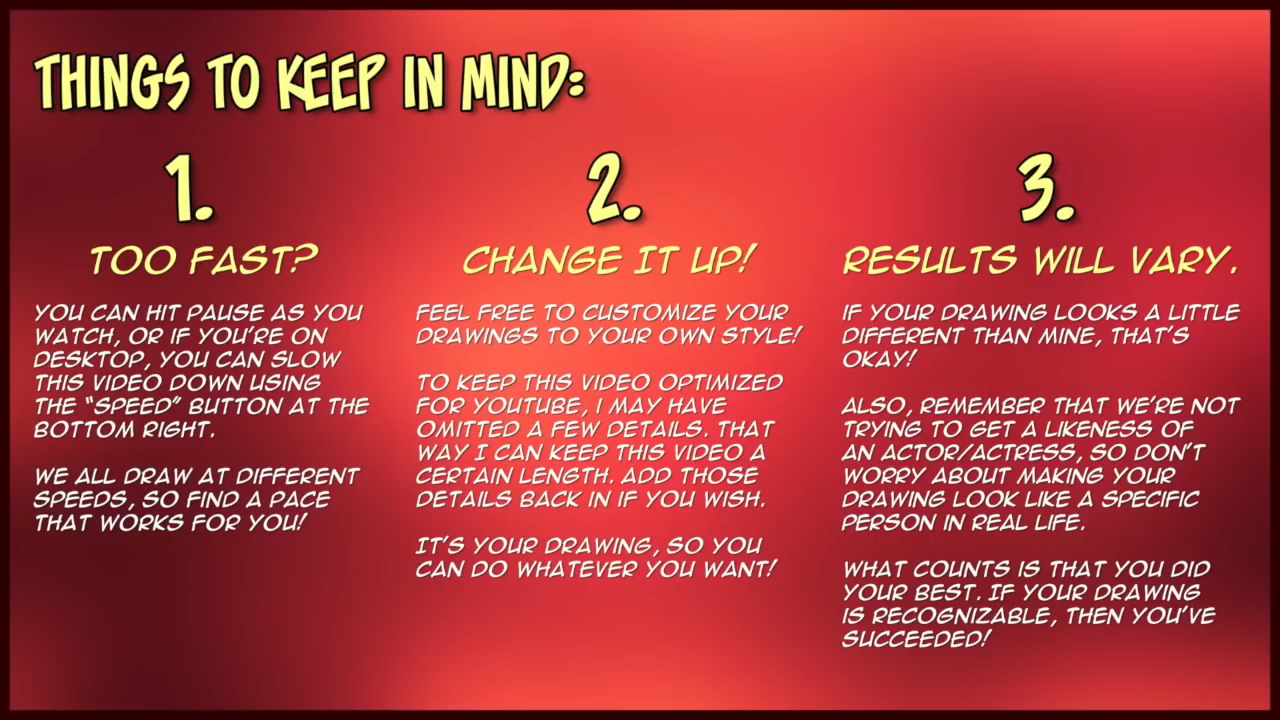 THINGS TO KEEP IN MIND:
1.
TOO FAST?
YOU CAN HIT PAUSE AS YOU
WATCH, OR IF YOU'RE ON
DESKTOP, YOU CAN SLOW
THIS VIDEO DOWN USING
THE "SPEED" BUTTON AT THE
BOTTOM RIGHT.
WE ALL DRAW AT DIFFERENT
SPEEDS, SO FIND A PACE
THAT WORKS FOR YOU!
2.
CHANGE IT UP!
FEEL FREE TO CUSTOMIZE YOUR
DRAWINGS TO YOUR OWN STYLE!
TO KEEP THIS VIDEO OPTIMIZED
FOR YOUTUBE, I MAY HAVE
OMITTED A FEW DETAILS. THAT
WAY I CAN KEEP THIS VIDEO A
CERTAIN LENGTH. ADD THOSE
DETAILS BACK IN IF YOU WISH.
IT'S YOUR DRAWING, SO YOU
CAN DO WHATEVER YOU WANT!
3.
RESULTS WILL VARY.
IF YOUR DRAWING LOOKS A LITTLE
DIFFERENT THAN MINE, THAT'S
OKAY!
ALSO, REMEMBER THAT WE'RE NOT
TRYING TO GET A LIKENESS OF
AN ACTOR/ACTRESS, SO DON'T
WORRY ABOUT MAKING YOUR
DRAWING LOOK LIKE A SPECIFIC
PERSON IN REAL LIFE.
WHAT COUNTS IS THAT YOU DID
YOUR BEST. IF YOUR DRAWING
IS RECOGNIZABLE, THEN YOU'VE
SUCCEEDED!